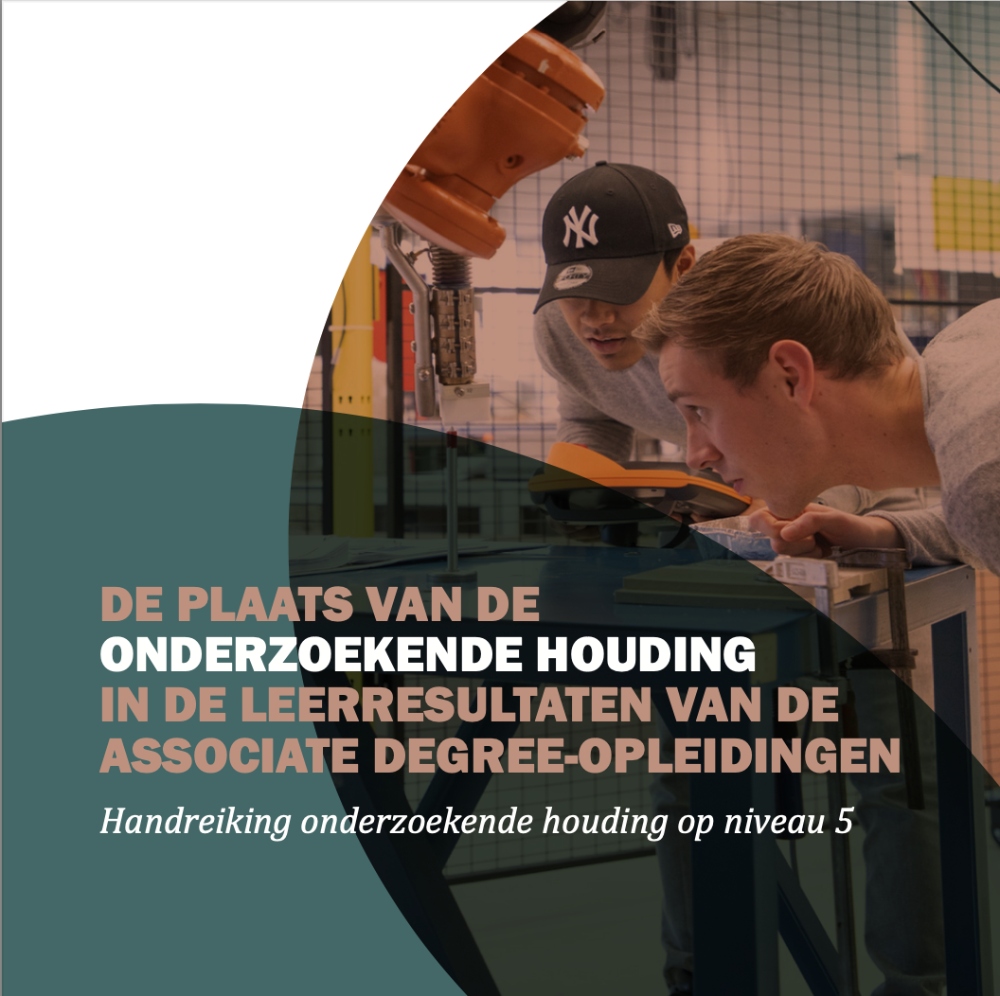 NY
DE PLAATS VAN DE
ONDERZOEKENDE HOUDING
IN DE LEERRESULTATEN VAN DE
ASSOCIATE DEGREE-OPLEIDINGEN
Handreiking onderzoekende houding op niveau 5